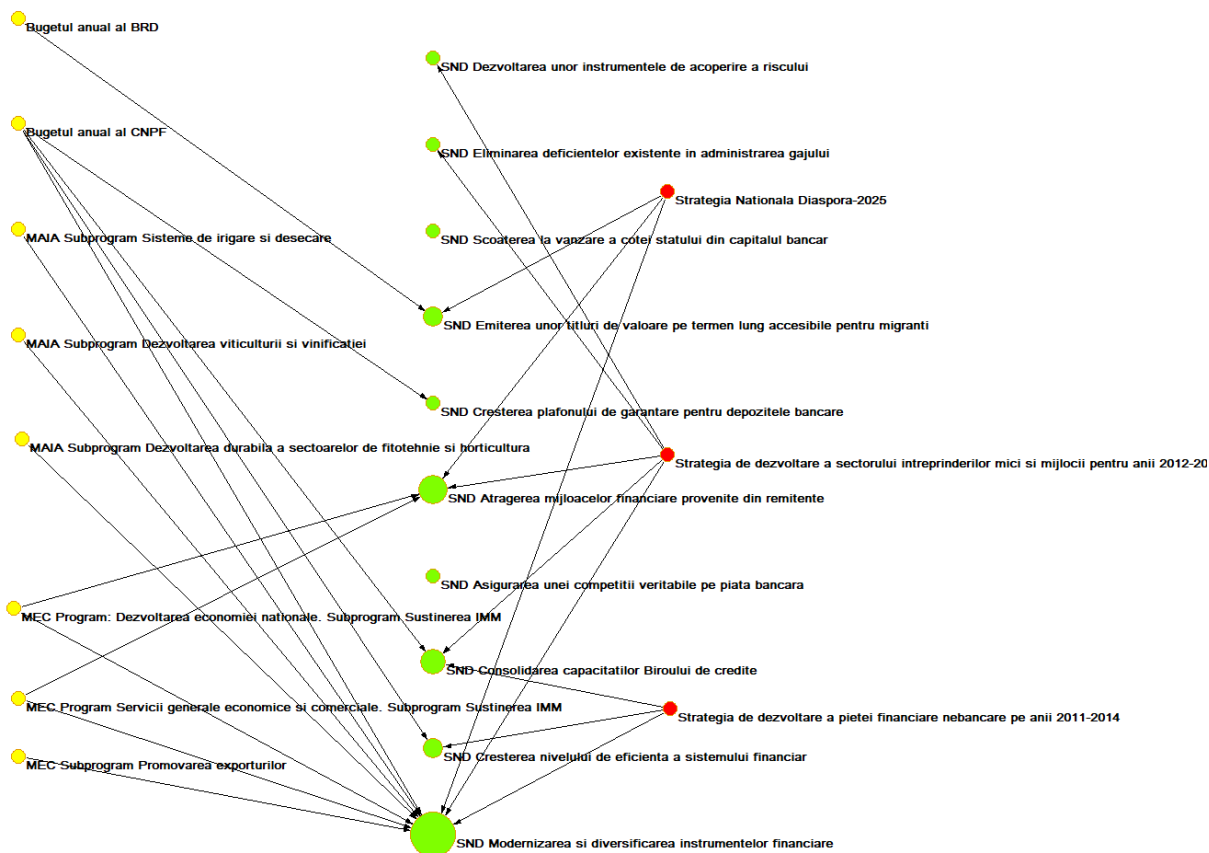 Bugetul anual al BRD
SND Dezvoltarea unor instrumentele de acoperire a riscului
Bugetul anual al CNPF
SND Eliminarea deficientelor existente in administrarea gajului
Strategia Nationala Diaspora-2025
MAIA Subprogram Sisteme de irigare si desecare
SND Scoaterea la vanzare a cotei statului din capitalul bancar
SND Emiterea unor titluri de valoare pe termen lung accesibile pentru migranti
MAIA Subprogram Dezvoltarea viticulturii si vinificatiei
SND Cresterea plafonului de garantare pentru depozitele bancare
MAIA Subprogram Dezvoltarea durabila a sectoarelor de fitotehnie si horticultura
Strategia de dezvoltare a sectorului intreprinderilor mici si mijlocii pentru anii 2012-20
SND Atragerea mijloacelor financiare provenite din remitente
SND Asigurarea unei competitii veritabile pe piata bancara
MEC Program: Dezvoltarea economiei nationale. Subprogram Sustinerea IMM
SND Consolidarea capacitatilor Biroului de credite
MEC Program Servicii generale economice si comerciale. Subprogram Sustinerea IMM
Strategia de dezvoltare a pietei financiare nebancare pe anii 2011-2014
SND Cresterea nivelului de eficienta a sistemului financiar
MEC Subprogram Promovarea exporturilor
SND Modernizarea si diversificarea instrumentelor financiare